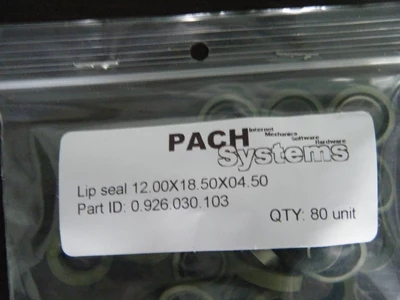 PACH
Internet
Mechanics
Software
Hardware
Systems
Lip seal 12.00X18.50X04.50
Part ID: 0.926.030.103
QTY: 80 unit